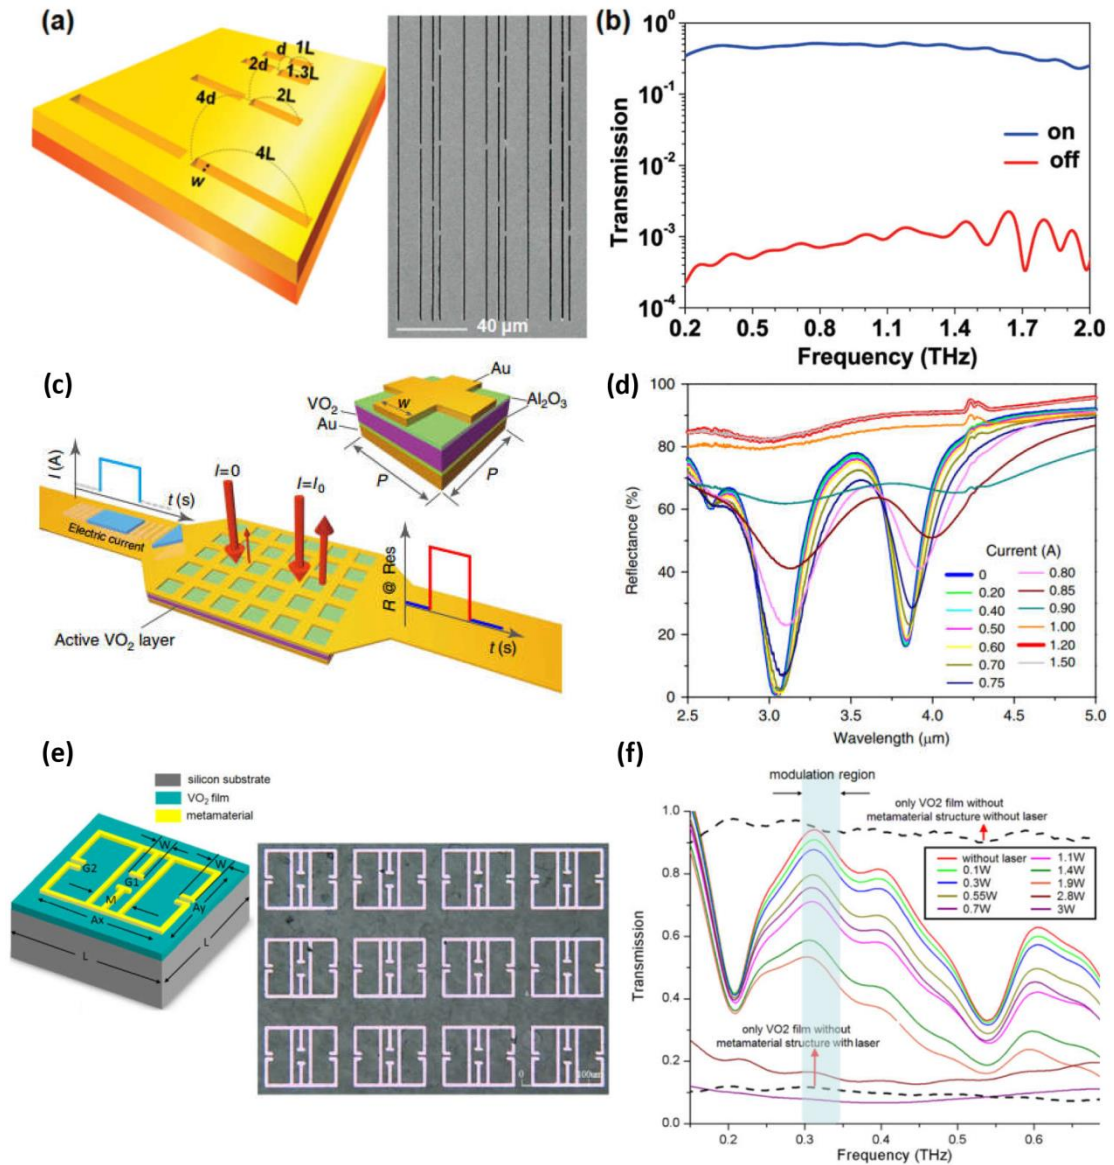 (a)
d
1L
2d
1.3L
4d
2L
4L
w
40 µm
(b)
Transmission
10⁰
10⁻¹
10⁻²
10⁻³
10⁻⁴
on
off
0.2 0.5 0.8 1.1 1.4 1.7 2.0
Frequency (THz)
(c)
Au
w
VO₂
Al₂O₃
Au
P
P
I (A)
t (s)
Electric current
I=0
I=I₀
R @ Res
t (s)
Active VO₂ layer
(d)
Reflectance (%)
100
80
60
40
20
0
Current (A)
0
0.20
0.40
0.50
0.60
0.70
0.75
0.80
0.85
0.90
1.00
1.20
1.50
2.5 3.0 3.5 4.0 4.5 5.0
Wavelength (µm)
(e)
silicon substrate
VO₂ film
metamaterial
W
W
G2
G1
M
Ax
Ay
L
L
0 100um
(f)
modulation region
only VO2 film without
metamaterial structure without laser
without laser
0.1W
0.3W
0.55W
0.7W
1.1W
1.4W
1.9W
2.8W
3W
only VO2 film without
metamaterial structure with laser
Transmission
1.0
0.8
0.6
0.4
0.2
0.0
0.2 0.3 0.4 0.5 0.6
Frequency (THz)